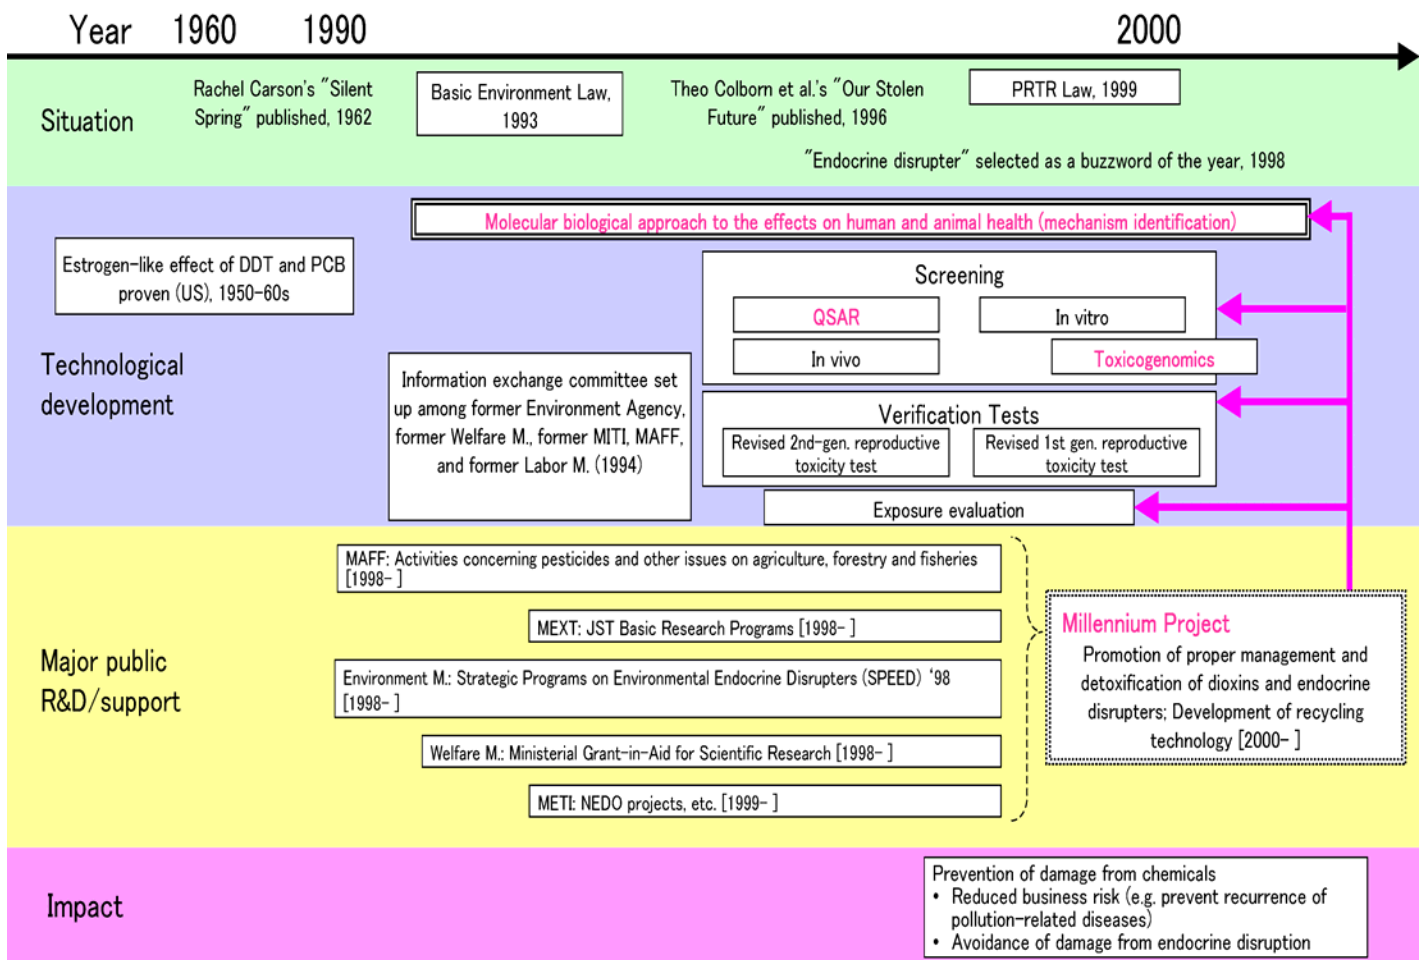 Year 1960 1990 2000
Situation
Rachel Carson's "Silent
Spring" published, 1962
Basic Environment Law,
1993
Theo Colborn et al.'s "Our Stolen
Future" published, 1996
PRTR Law, 1999
"Endocrine disrupter" selected as a buzzword of the year, 1998
Technological
development
Molecular biological approach to the effects on human and animal health (mechanism identification)
Estrogen-like effect of DDT and PCB
proven (US), 1950-60s
Screening
QSAR
In vitro
In vivo
Toxicogenomics
Information exchange committee set
up among former Environment Agency,
former Welfare M., former MITI, MAFF,
and former Labor M. (1994)
Verification Tests
Revised 2nd-gen. reproductive
toxicity test
Revised 1st gen. reproductive
toxicity test
Exposure evaluation
Major public
R&D/support
MAFF: Activities concerning pesticides and other issues on agriculture, forestry and fisheries
[1998- ]
MEXT: JST Basic Research Programs [1998- ]
Environment M.: Strategic Programs on Environmental Endocrine Disrupters (SPEED) ‘98
[1998- ]
Welfare M.: Ministerial Grant-in-Aid for Scientific Research [1998- ]
METI: NEDO projects, etc. [1999- ]
Millennium Project
Promotion of proper management and
detoxification of dioxins and endocrine
disrupters; Development of recycling
technology [2000- ]
Impact
Prevention of damage from chemicals
• Reduced business risk (e.g. prevent recurrence of
pollution-related diseases)
• Avoidance of damage from endocrine disruption